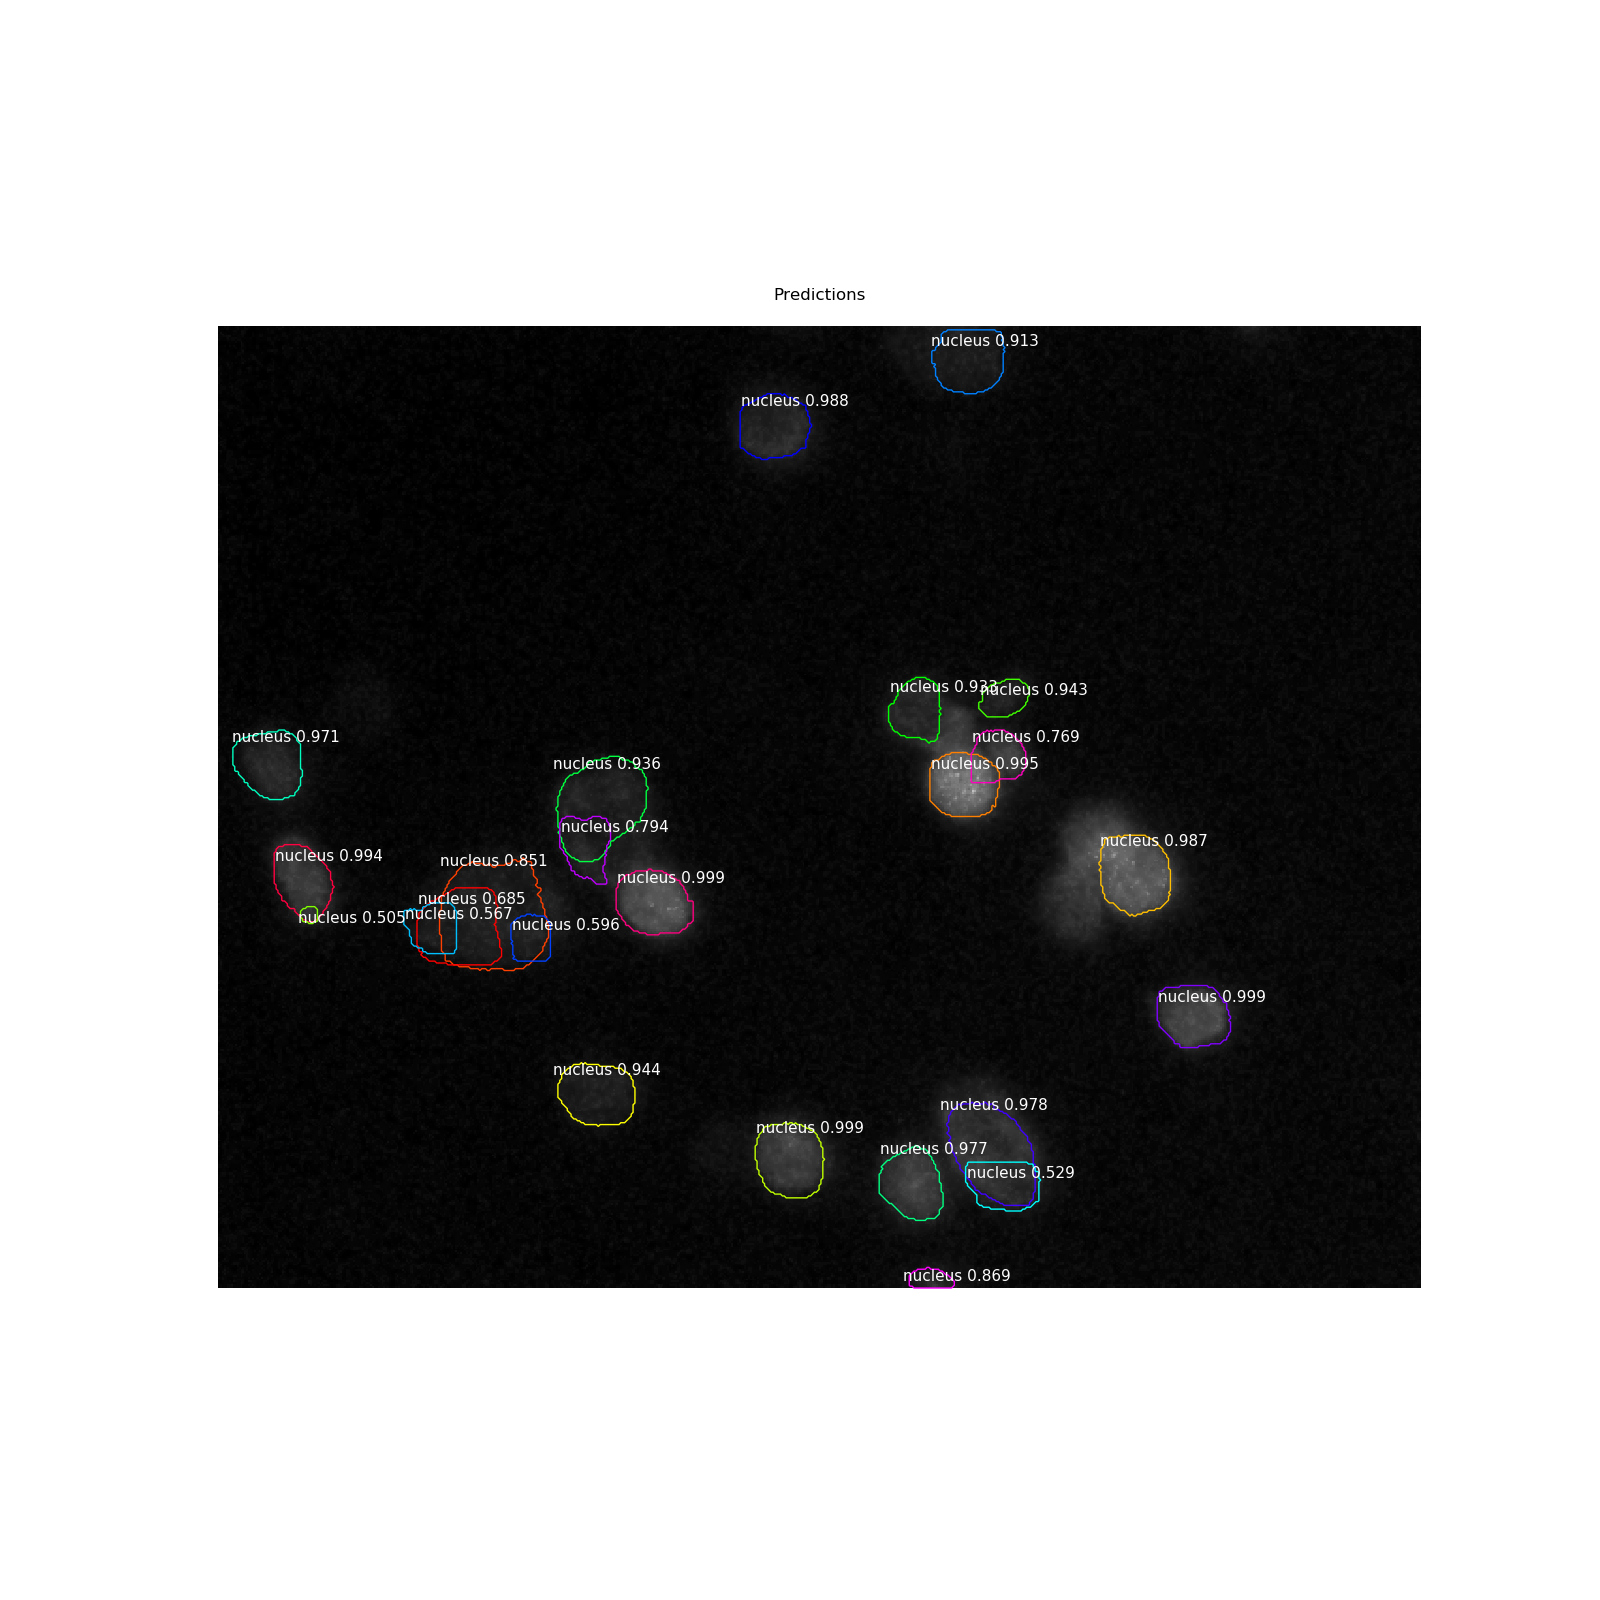 Predictions
nucleus 0.913
nucleus 0.988
nucleus 0.933
nucleus 0.943
nucleus 0.971
nucleus 0.769
nucleus 0.936
nucleus 0.995
nucleus 0.794
nucleus 0.987
nucleus 0.994
nucleus 0.851
nucleus 0.999
nucleus 0.685
nucleus 0.567
nucleus 0.505
nucleus 0.596
nucleus 0.999
nucleus 0.944
nucleus 0.978
nucleus 0.999
nucleus 0.977
nucleus 0.529
nucleus 0.869